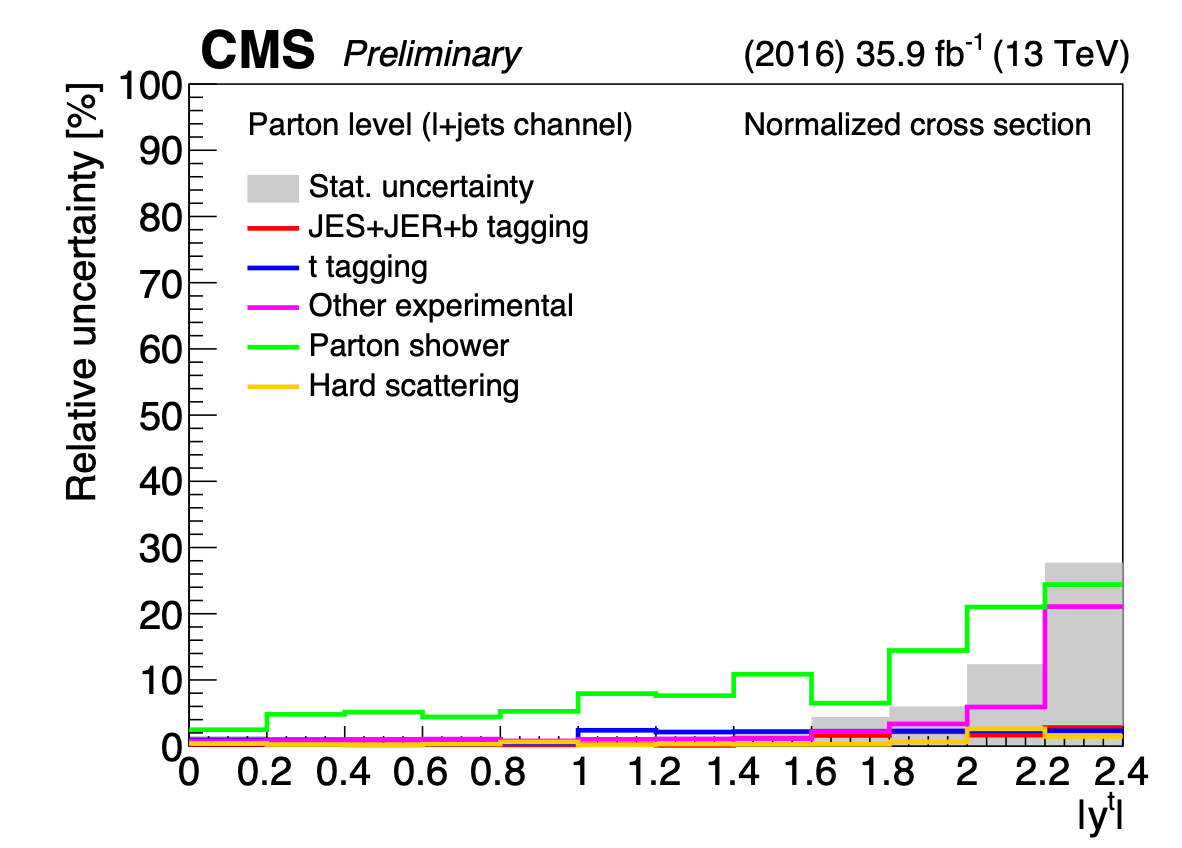 CMS Preliminary (2016) 35.9 fb-1 (13 TeV)
Relative uncertainty [%]
Parton level (l+jets channel) Normalized cross section
Stat. uncertainty
JES+JER+b tagging
t tagging
Other experimental
Parton shower
Hard scattering
100
90
80
70
60
50
40
30
20
10
0
0 0.2 0.4 0.6 0.8 1 1.2 1.4 1.6 1.8 2 2.2 2.4
|yt|